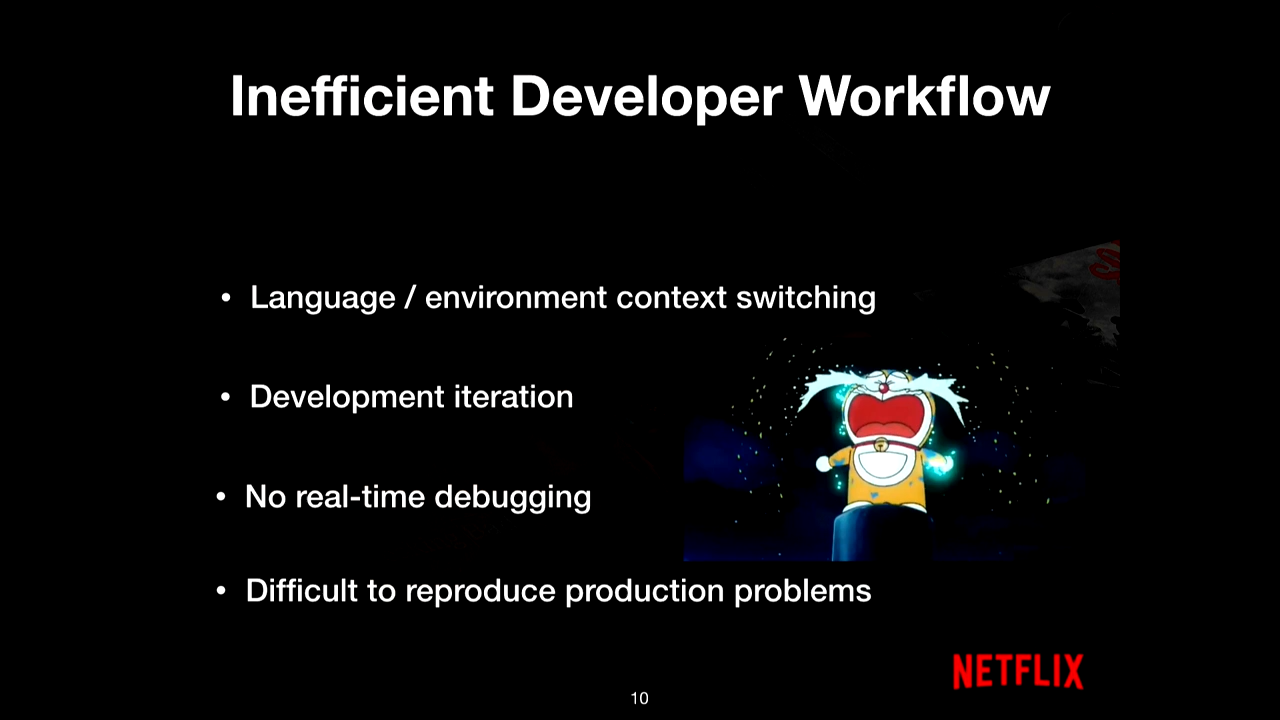 Inefficient Developer Workflow
• Language / environment context switching
• Development iteration
• No real-time debugging
• Difficult to reproduce production problems
NETFLIX
10